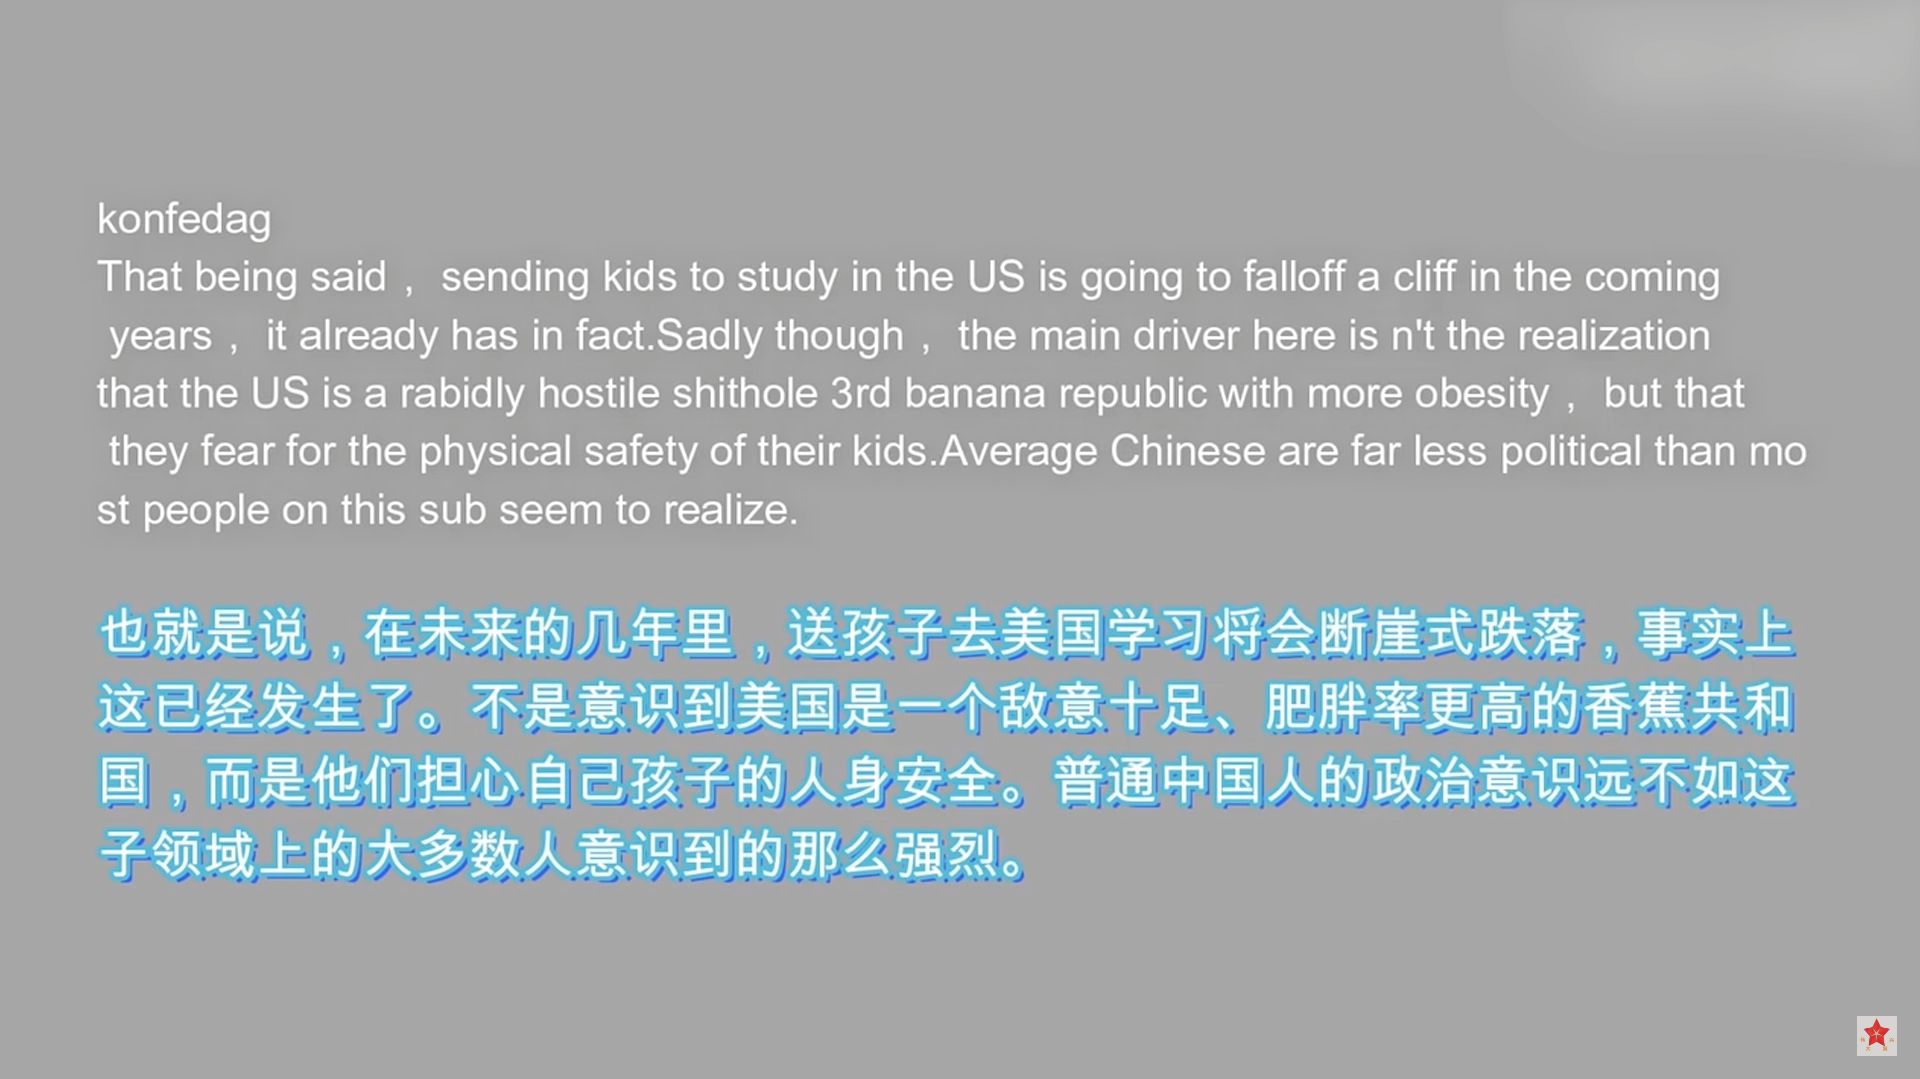 konfedag
That being said， sending kids to study in the US is going to falloff a cliff in the coming
years， it already has in fact.Sadly though， the main driver here is n't the realization
that the US is a rabidly hostile shithole 3rd banana republic with more obesity， but that
they fear for the physical safety of their kids.Average Chinese are far less political than mo
st people on this sub seem to realize.
也就是说，在未来的几年里，送孩子去美国学习将会断崖式跌落，事实上
这已经发生了。不是意识到美国是一个敌意十足、肥胖率更高的香蕉共和
国，而是他们担心自己孩子的人身安全。普通中国人的政治意识远不如这
子领域上的大多数人意识到的那么强烈。